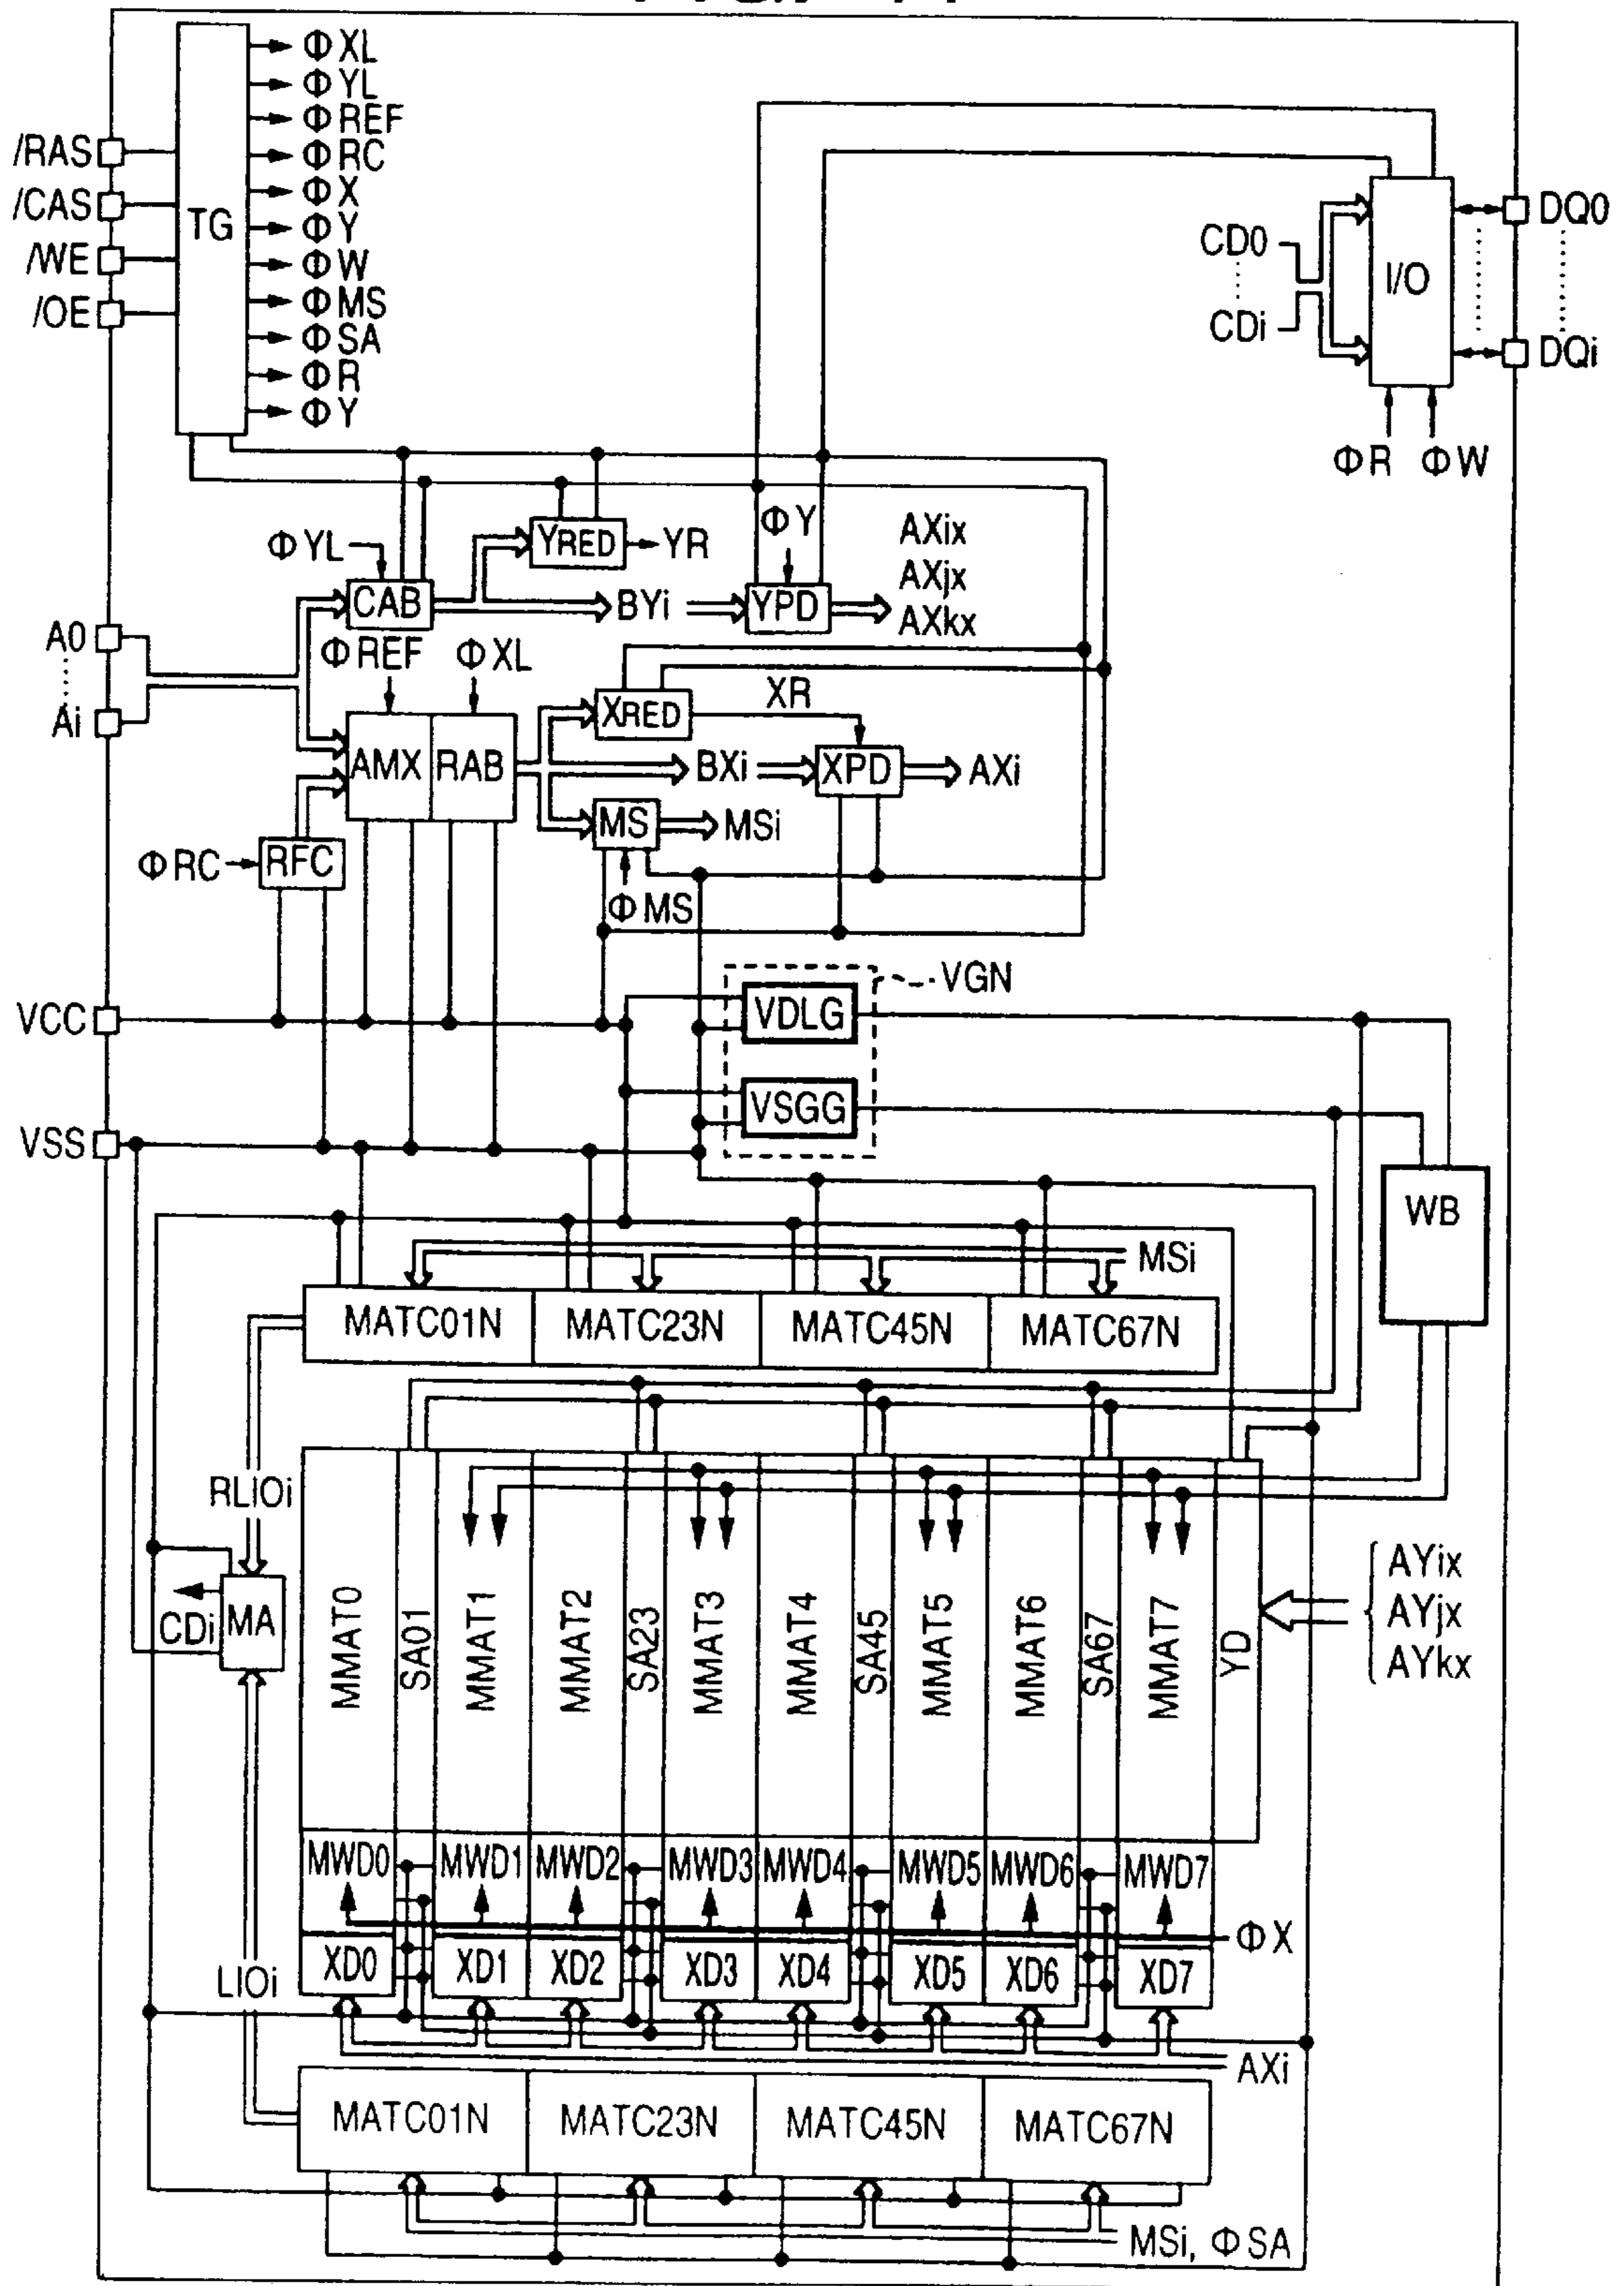 ΦXL
ΦYL
ΦREF
/RAS
ΦRC
/CAS
ΦX
TG
ΦY
/WE
ΦW
ΦMS
/OE
ΦSA
ΦR
ΦY
CD0
CDi
I/O
DQ0
DQi
ΦR ΦW
ΦYL
YRED
YR
ΦY
AXix
AXjx
AXkx
CAB
BYi
YPD
A0
Ai
ΦREF ΦXL
XRED
XR
AMX RAB
BXi
XPD
AXi
MS
MSi
ΦRC
RFC
ΦMS
VGN
VCC
VDLG
VSGG
VSS
WB
MSi
MATC01N MATC23N MATC45N MATC67N
RLIOi
CDi
MA
MMAT0 SA01 MMAT1 MMAT2 SA23 MMAT3 MMAT4 SA45 MMAT5 MMAT6 SA67 MMAT7 YD
AYix
AYjx
AYkx
MWD0 MWD1 MWD2 MWD3 MWD4 MWD5 MWD6 MWD7
ΦX
XD0 XD1 XD2 XD3 XD4 XD5 XD6 XD7
LIOi
AXi
MATC01N MATC23N MATC45N MATC67N
MSi, ΦSA